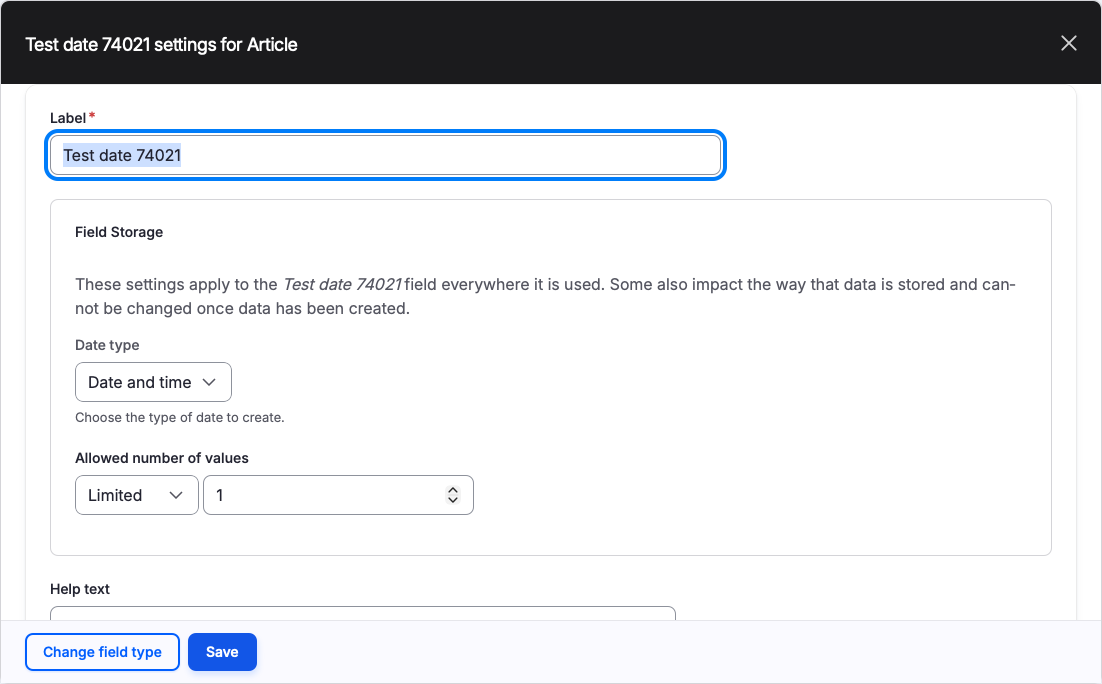 Test date 74021 settings for Article
Label*
Test date 74021
Field Storage
These settings apply to the Test date 74021 field everywhere it is used. Some also impact the way that data is stored and can-
not be changed once data has been created.
Date type
Date and time
Choose the type of date to create.
Allowed number of values
Limited 1
Help text
Change field type Save